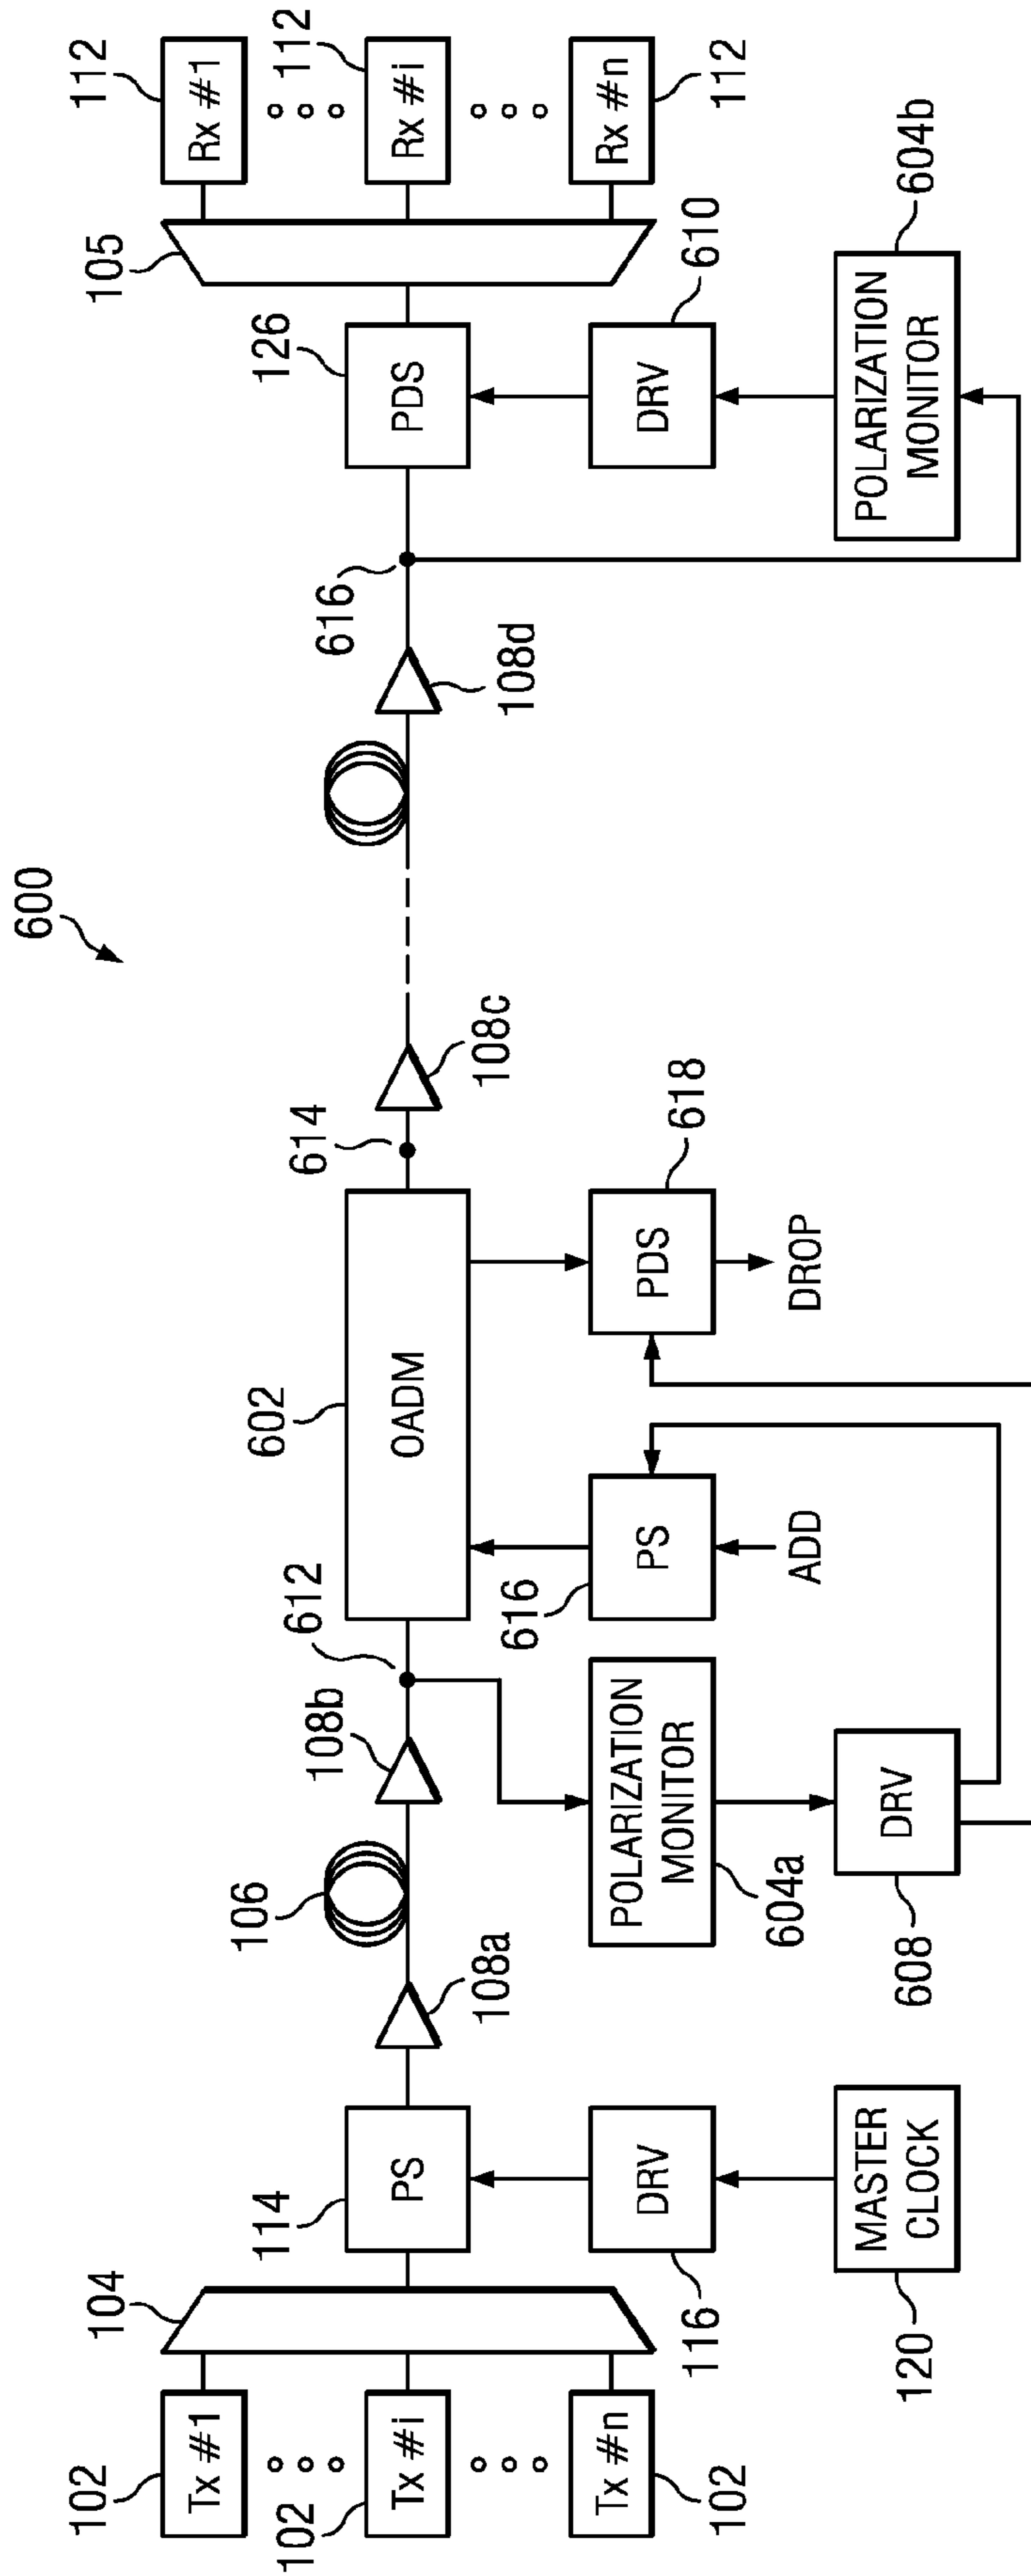 600
102
Tx #1
102
Tx #i
Tx #n
102
104
114
PS
DRV
116
MASTER
CLOCK
120
108a
106
108b
612
POLARIZATION
MONITOR
604a
DRV
608
602
OADM
616
PS
ADD
PDS
618
DROP
614
108c
108d
616
126
PDS
DRV
610
POLARIZATION
MONITOR
604b
105
112
Rx #1
112
Rx #i
Rx #n
112